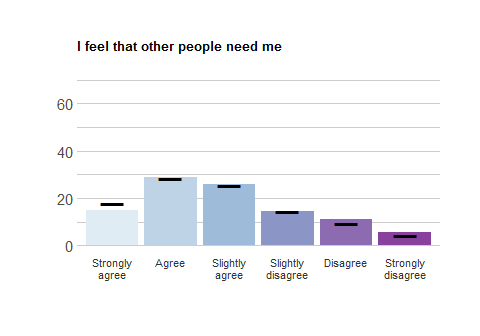 I feel that other people need me
60
40
20
0
Strongly
agree
Agree
Slightly
agree
Slightly
disagree
Disagree
Strongly
disagree